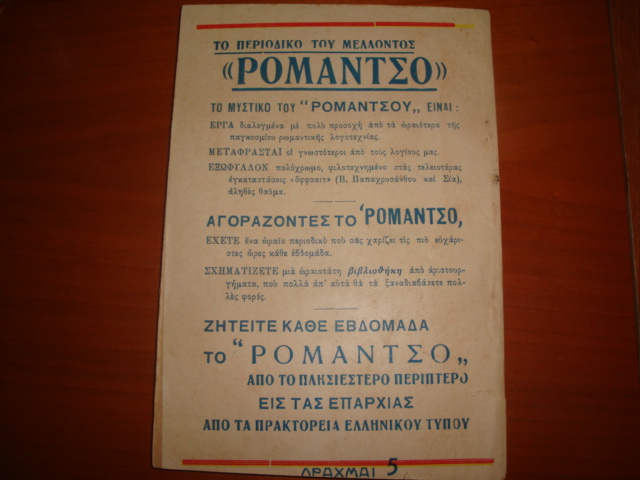 ΤΟ ΠΕΡΙΟΔΙΚΟ ΤΟΥ ΜΕΛΛΟΝΤΟΣ
«ΡΟΜΑΝΤΣΟ»
ΤΟ ΜΥΣΤΙΚΟ ΤΟΥ "ΡΟΜΑΝΤΣΟΥ„ ΕΙΝΑΙ:
ΕΡΓΑ διαλεγμένα μὲ πολὺ προσοχὴ ἀπὸ τὰ ὡραιότερα τῆς
παγκοσμίου ρωμαντικῆς λογοτεχνίας.
ΜΕΤΑΦΡΑΣΤΑΙ οἱ γνωστότεροι ἀπὸ τοὺς λογίους μας.
ΕΞΩΦΥΛΛΟΝ πολύχρωμο, φιλοτεχνημένο στὰς τελειοτέρας
ἐγκαταστάσεις «ὄφφσαιτ» (Β. Παπαχρυσάνθου καὶ Σία),
ἀληθὲς θαῦμα.
ΑΓΟΡΑΖΟΝΤΕΣ ΤΟ 'ΡΟΜΑΝΤΣΟ,
ΕΧΕΤΕ ἕνα ὡραῖο περιοδικὸ ποὺ σᾶς χαρίζει τὶς πιὸ εὐχάρι-
στες ὧρες κάθε ἑβδομάδα.
ΣΧΗΜΑΤΙΖΕΤΕ μιὰ ὡραιοτάτη βιβλιοθήκη ἀπὸ ἀριστουρ-
γήματα, ποὺ πολλὰ ἀπ' αὐτὰ θὰ τὰ ξαναδιαβάσετε πολ-
λὲς φορές.
ΖΗΤΕΙΤΕ ΚΑΘΕ ΕΒΔΟΜΑΔΑ
ΤΟ "ΡΟΜΑΝΤΣΟ„
ΑΠΟ ΤΟ ΠΛΗΣΙΕΣΤΕΡΟ ΠΕΡΙΠΤΕΡΟ
ΕΙΣ ΤΑΣ ΕΠΑΡΧΙΑΣ
ΑΠΟ ΤΑ ΠΡΑΚΤΟΡΕΙΑ ΕΛΛΗΝΙΚΟΥ ΤΥΠΟΥ
ΔΡΑΧΜΑΙ 5